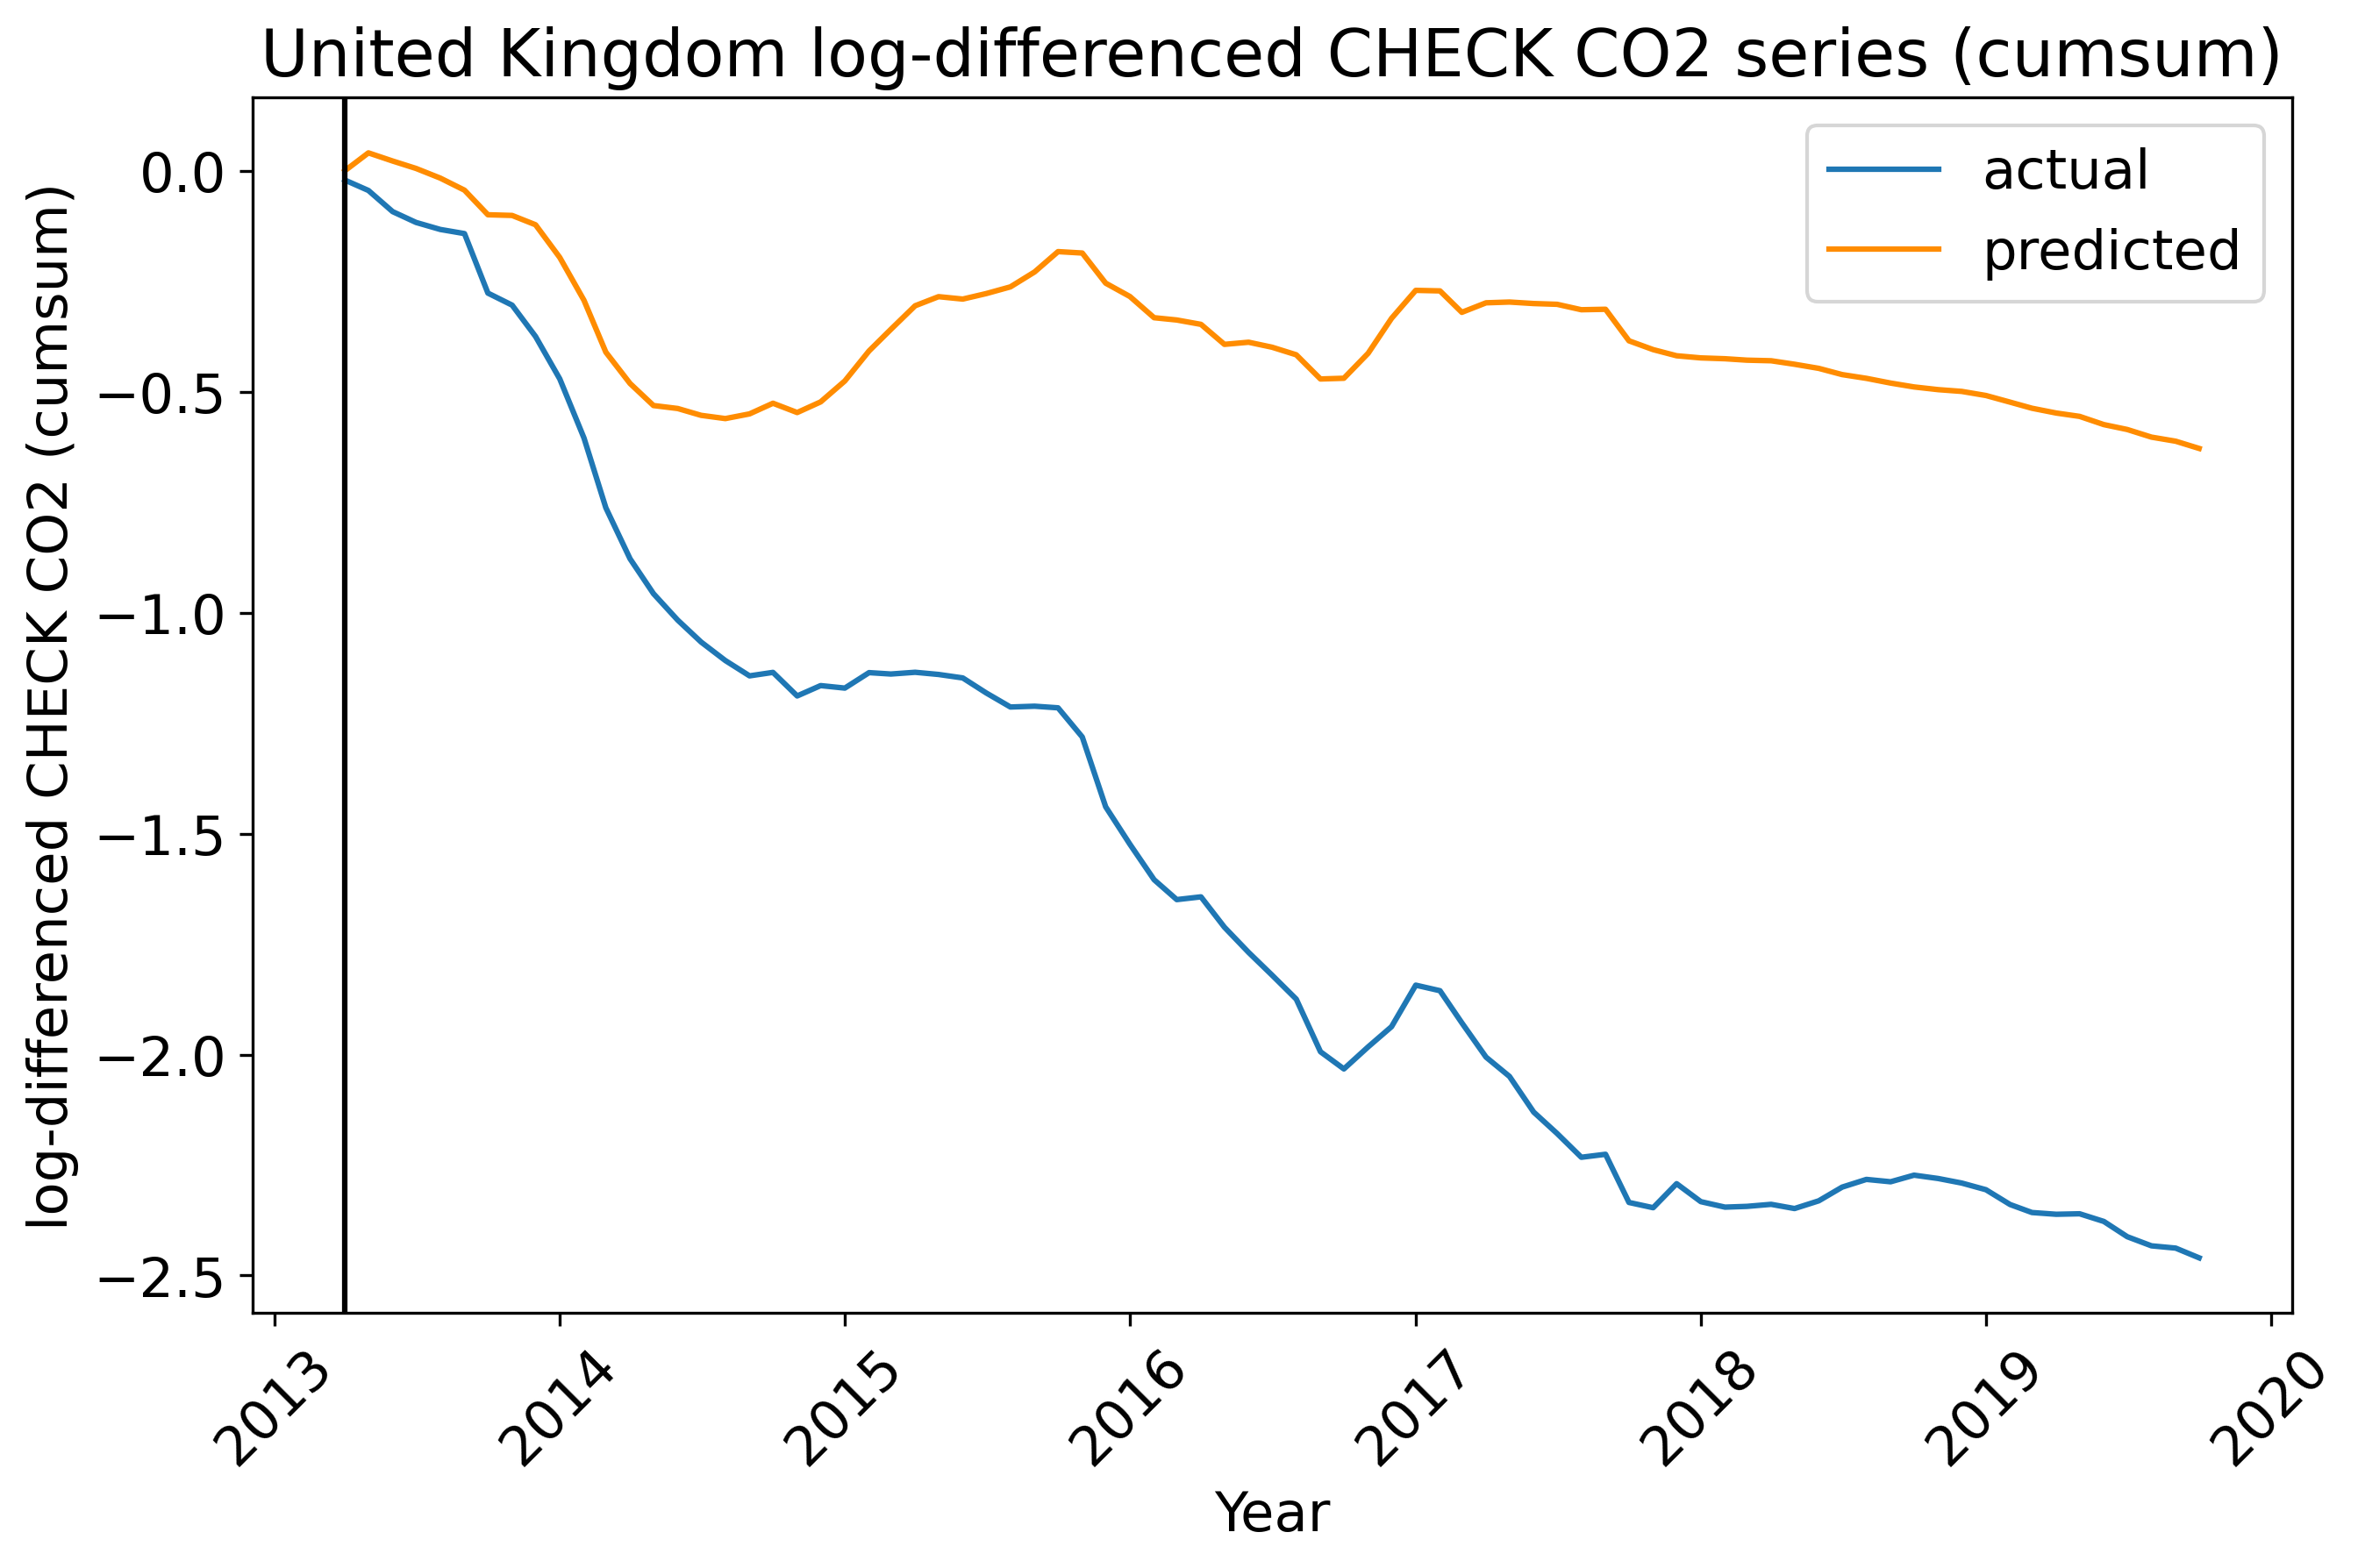 United Kingdom log-differenced CHECK CO2 series (cumsum)
actual
predicted
log-differenced CHECK CO2 (cumsum)
0.0
−0.5
−1.0
−1.5
−2.0
−2.5
2013
2014
2015
2016
2017
2018
2019
2020
Year